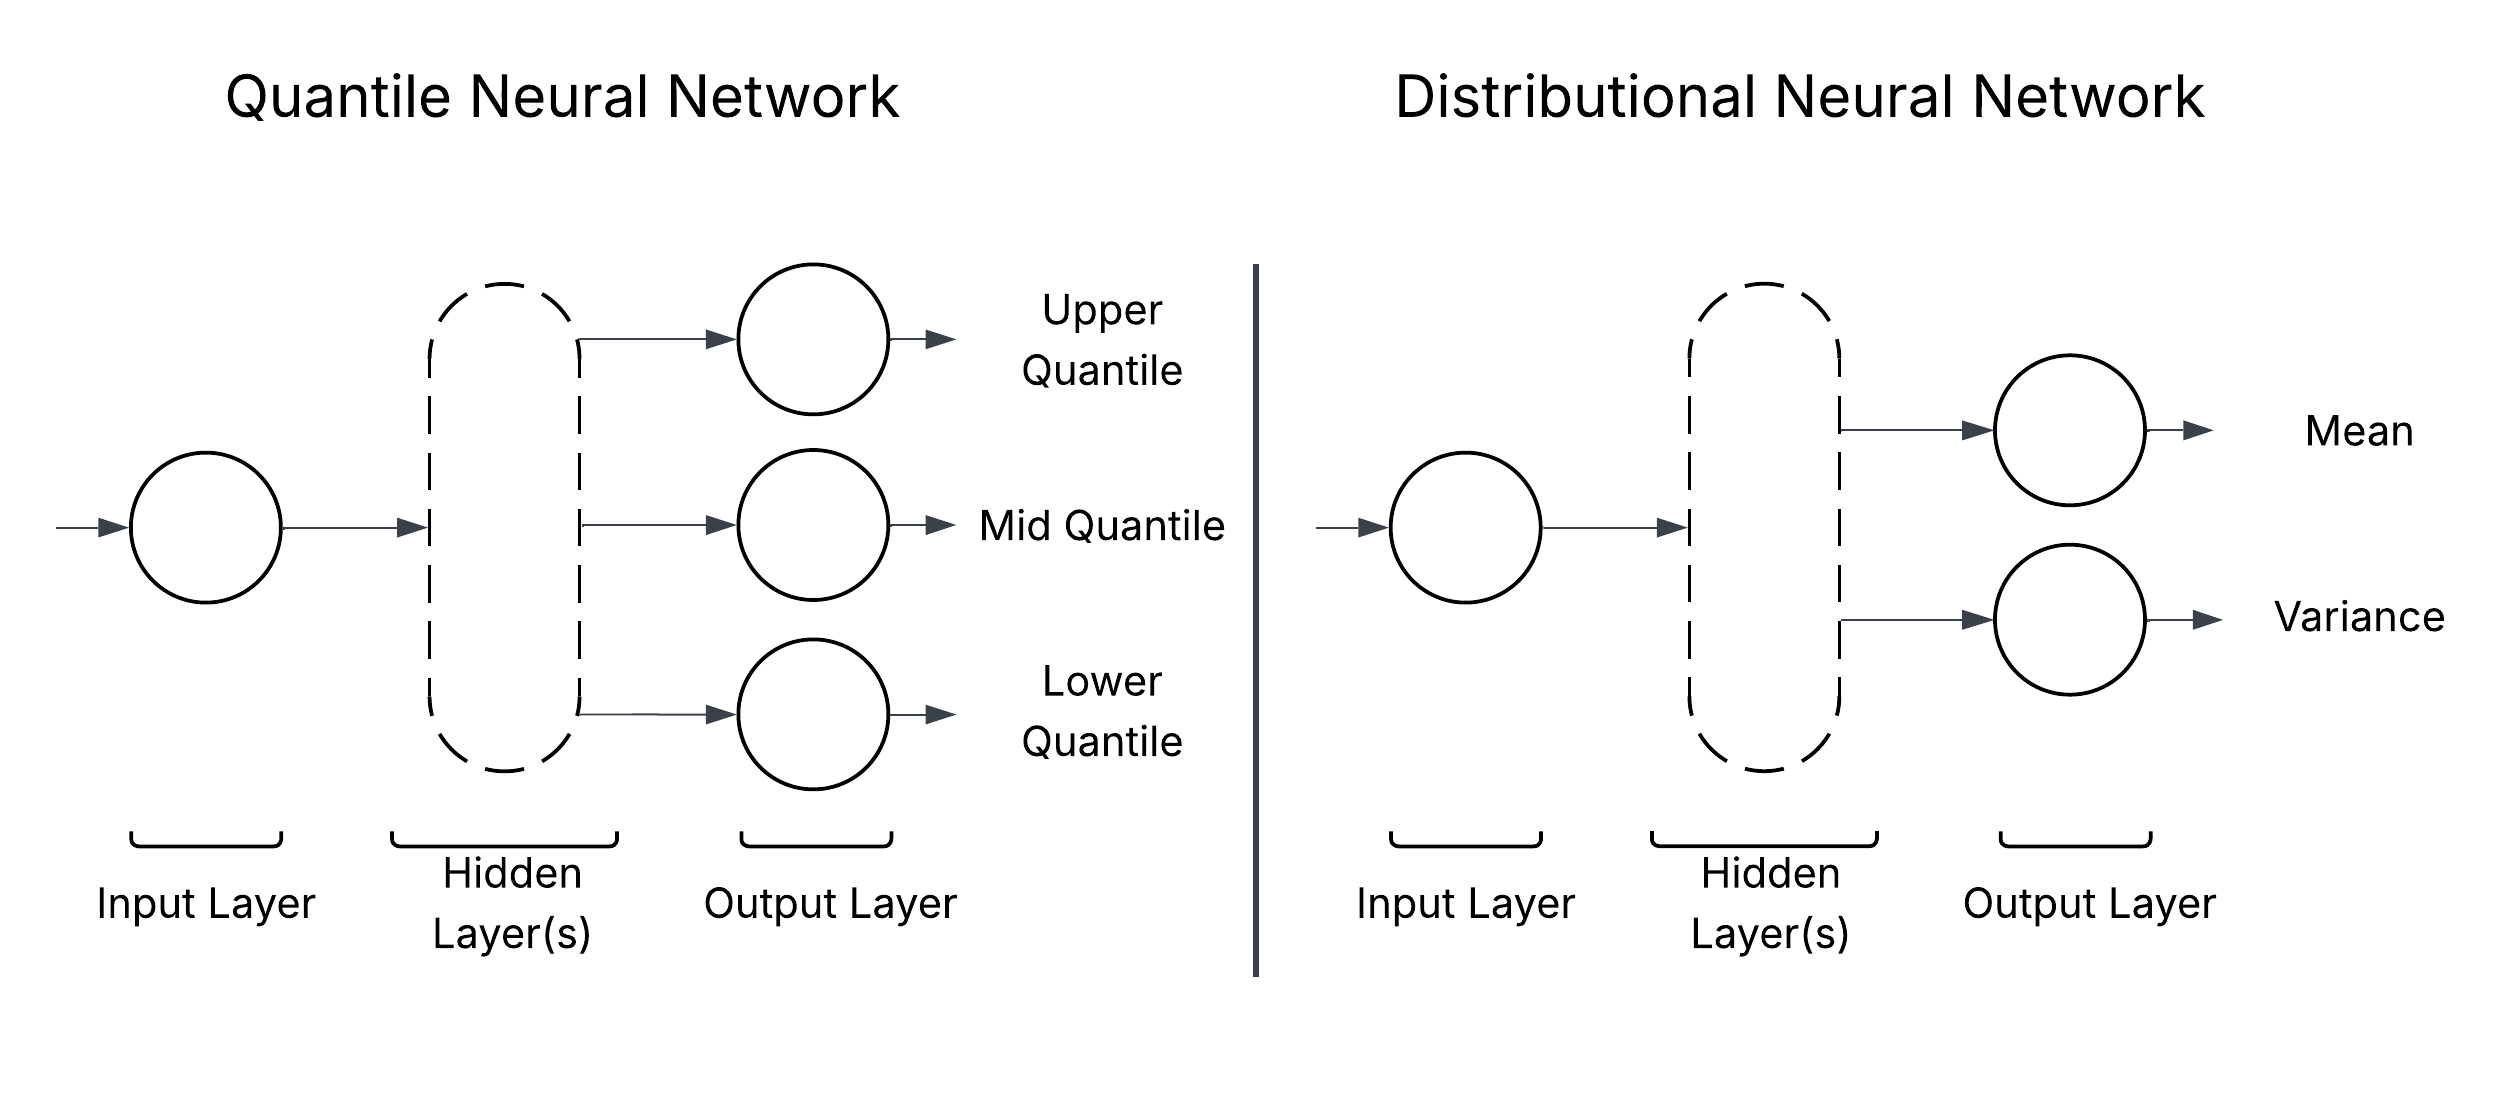 Quantile Neural Network
Upper
Quantile
Mid Quantile
Lower
Quantile
Input Layer
Hidden
Layer(s)
Output Layer
Distributional Neural Network
Mean
Variance
Input Layer
Hidden
Layer(s)
Output Layer